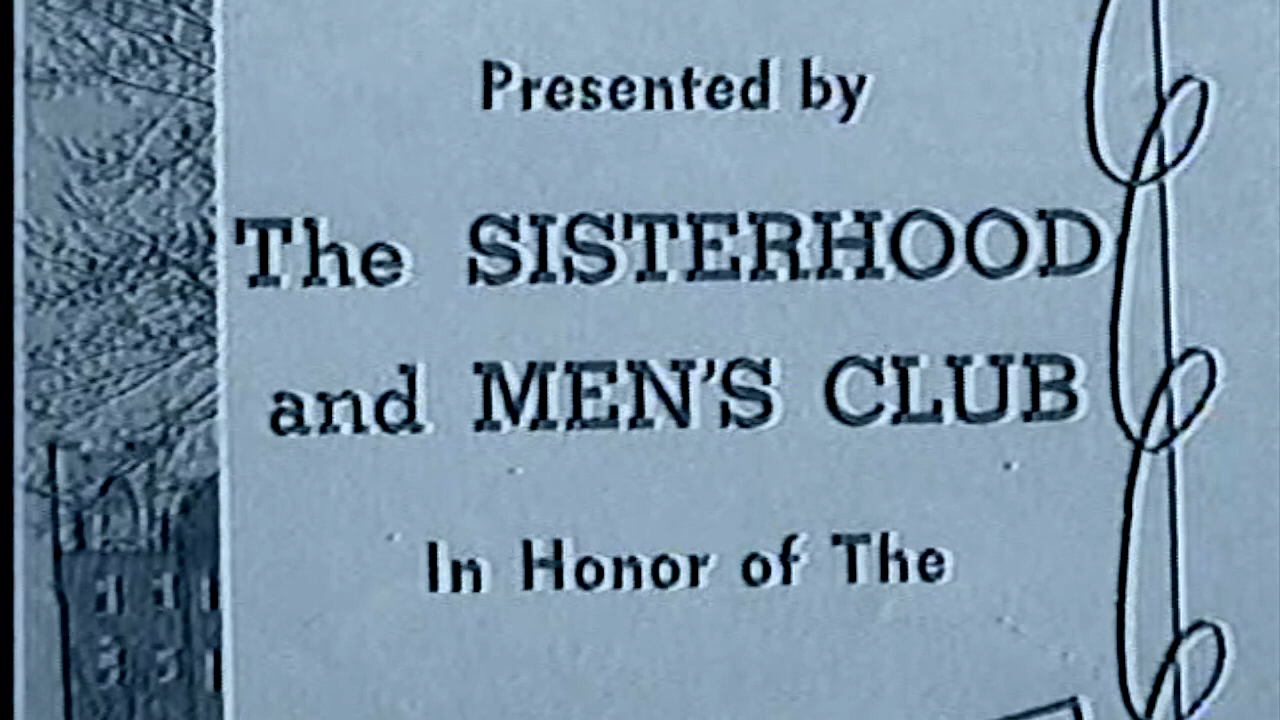 Presented by
The SISTERHOOD
and MEN'S CLUB
In Honor of The